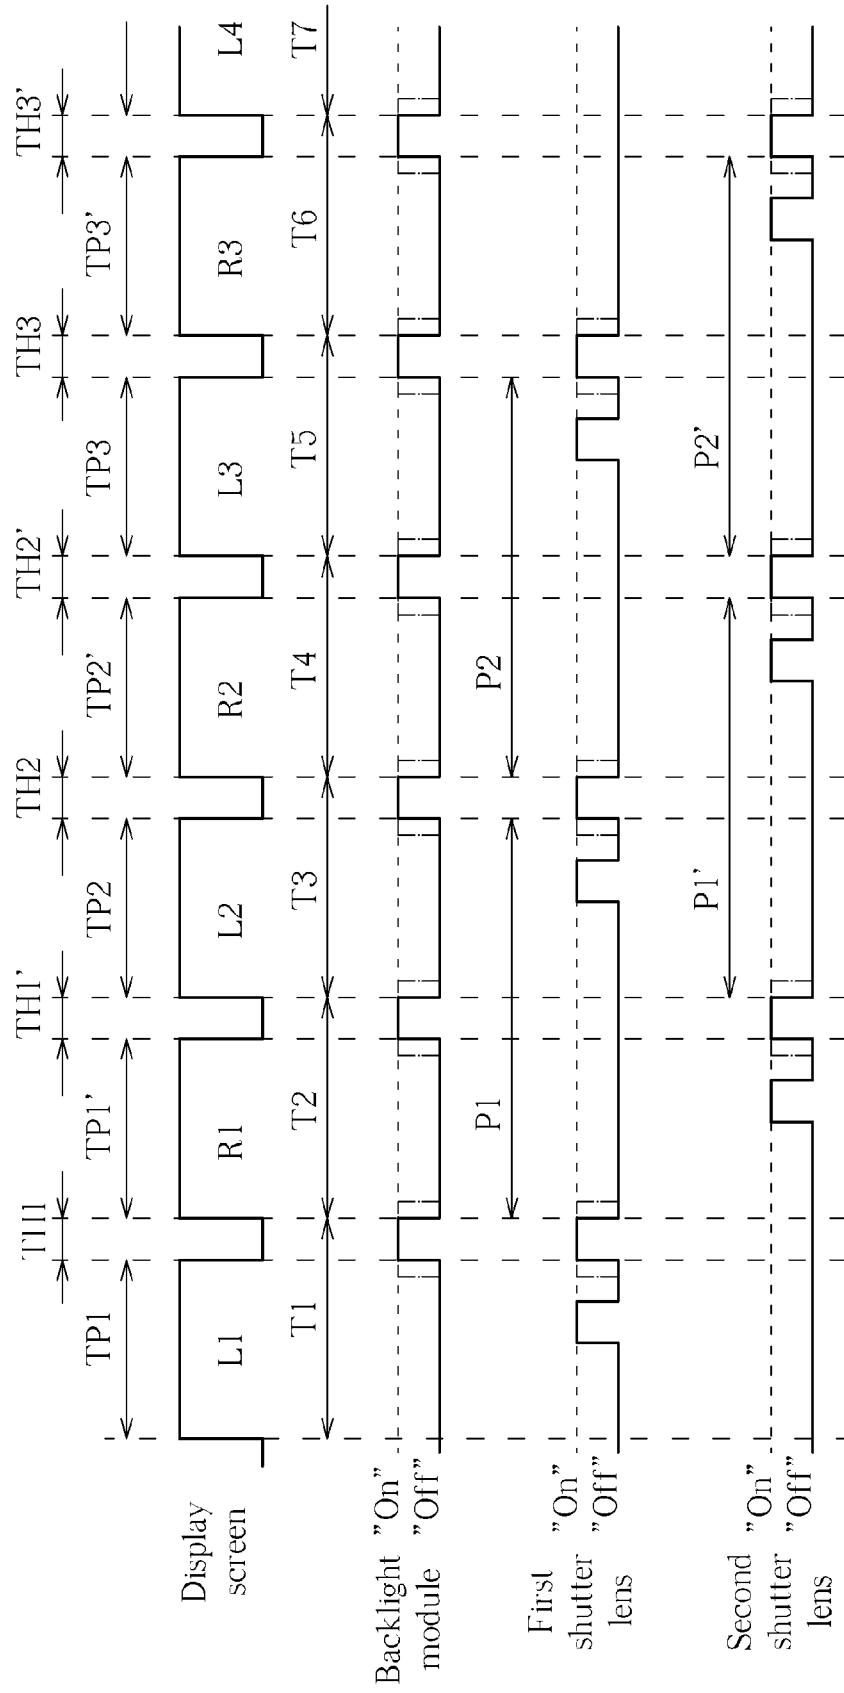 TH1 TH1' TH2 TH2' TH3 TH3'
TP1 TP1' TP2 TP2' TP3 TP3'
Display
screen
L1 R1 L2 R2 L3 R3 L4
T1 T2 T3 T4 T5 T6 T7
Backlight "On"
module "Off"
P1 P2
First "On"
shutter "Off"
lens
P1' P2'
Second "On"
shutter "Off"
lens